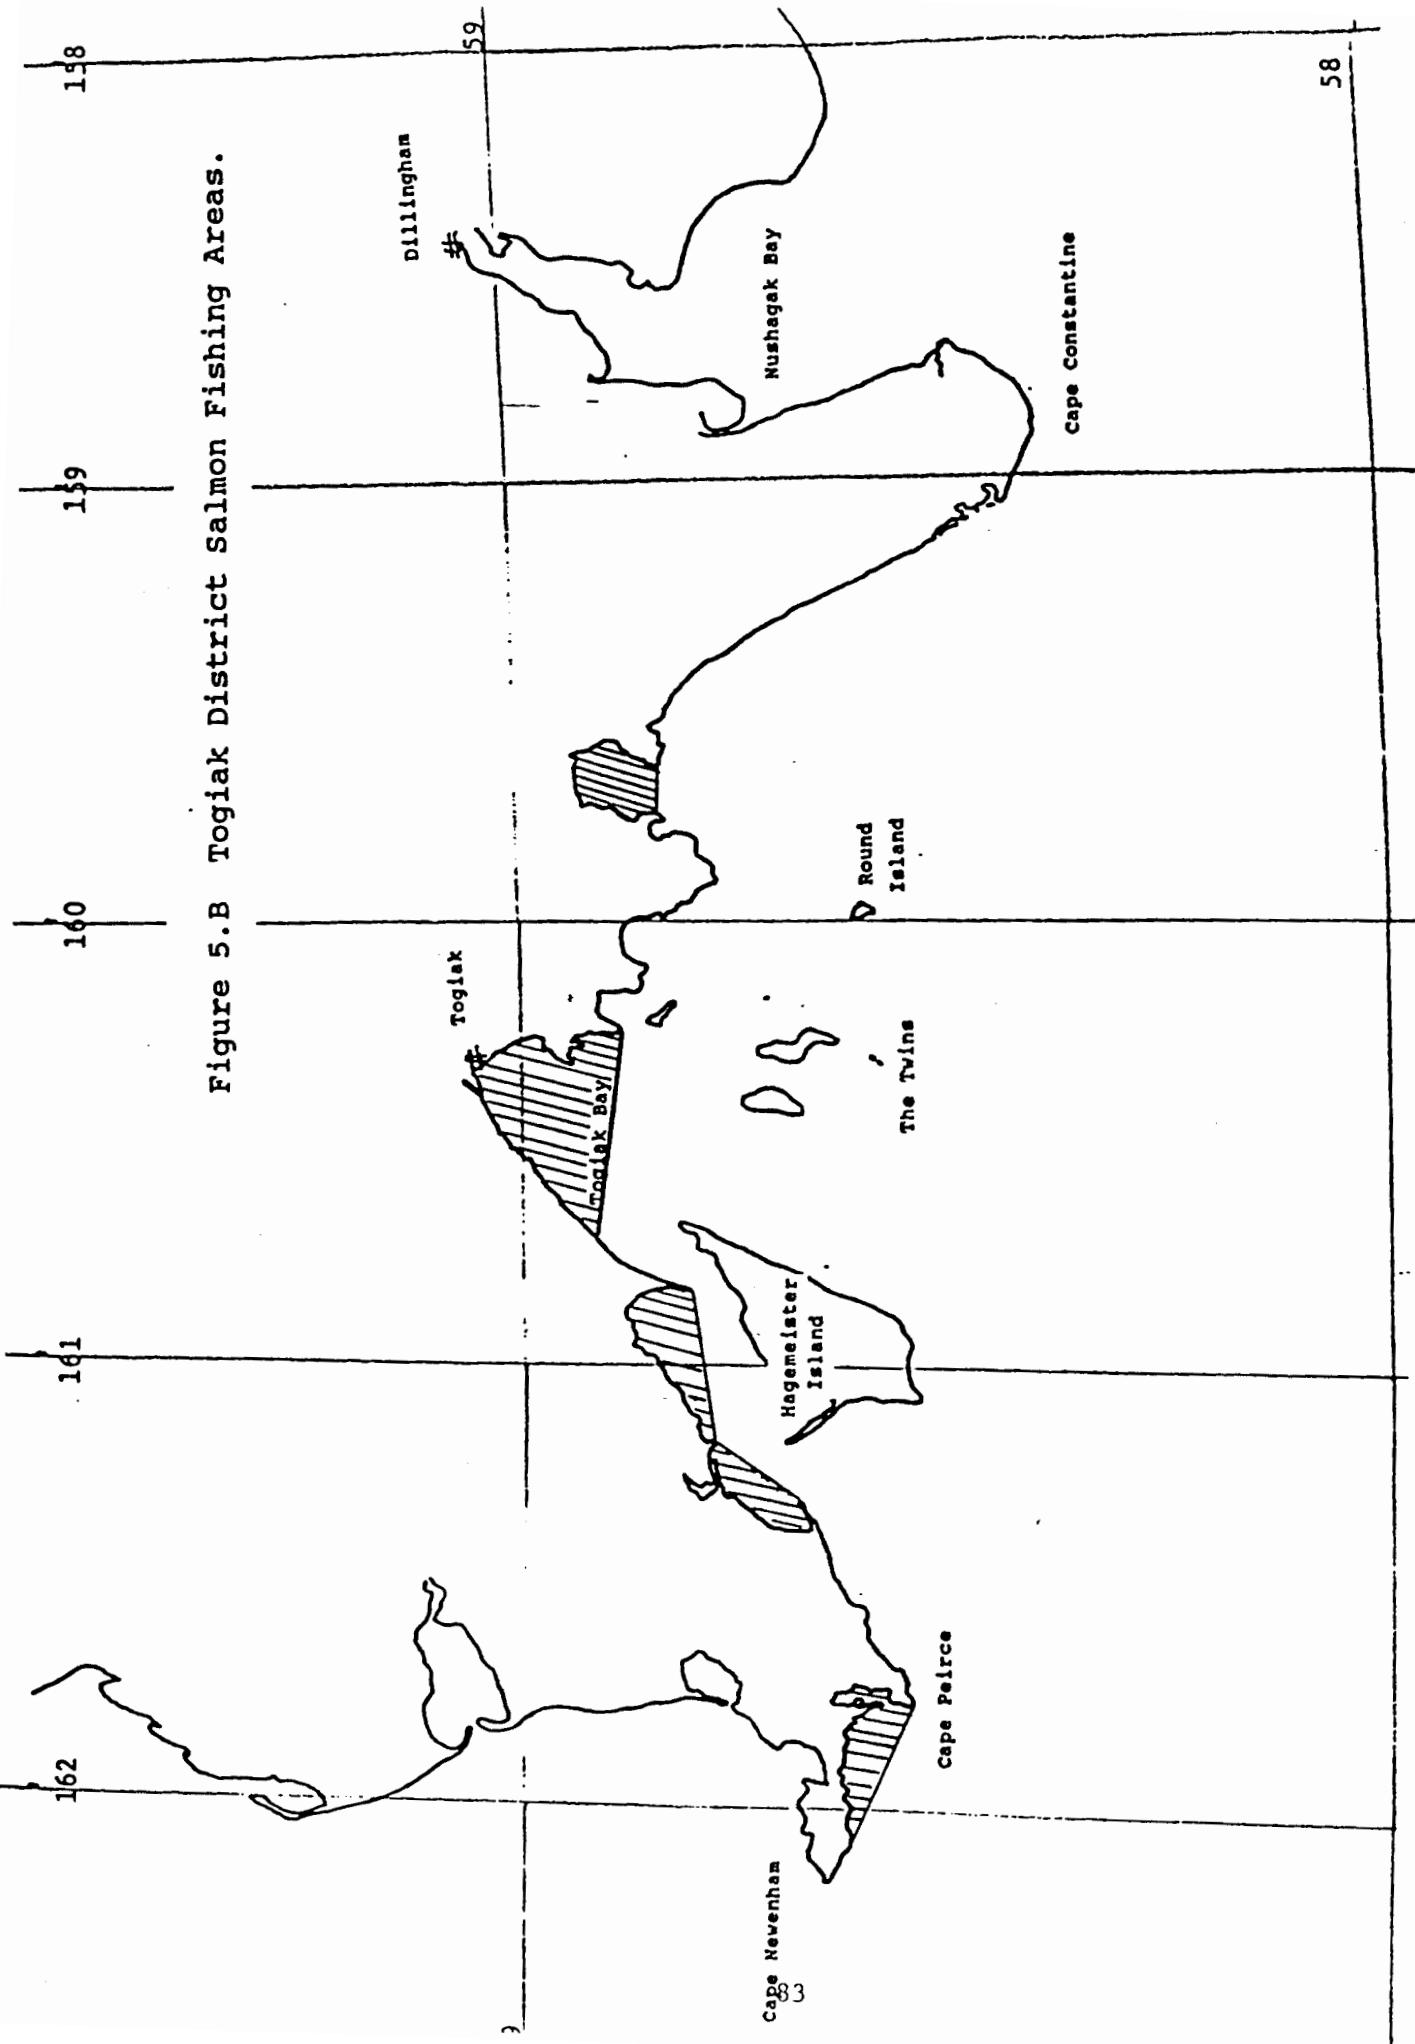 Figure 5.B Togiak District Salmon Fishing Areas.
162
161
160
159
158
59
58
Dillingham
Togiak
Togiak Bay
Nushagak Bay
Cape Constantine
Round
Island
The Twins
Hagemeister
Island
Cape Peirce
Cape Newenham
9
83